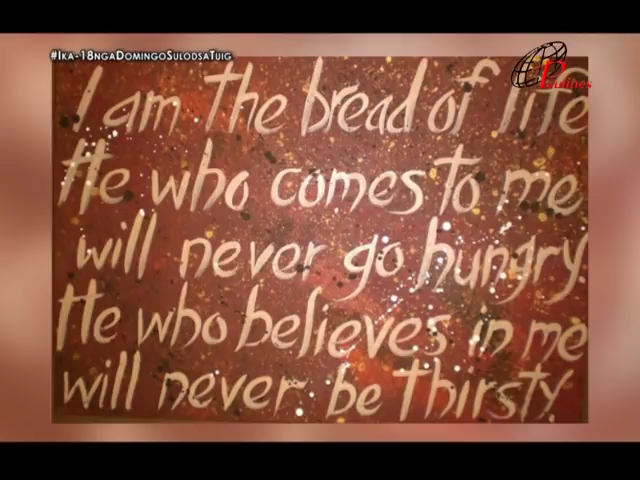 #Ika-18ngaDomingoSulodsaTuig
Paulines
I am the bread of life
He who comes to me
will never go hungry
He who believes in me
will never be thirsty